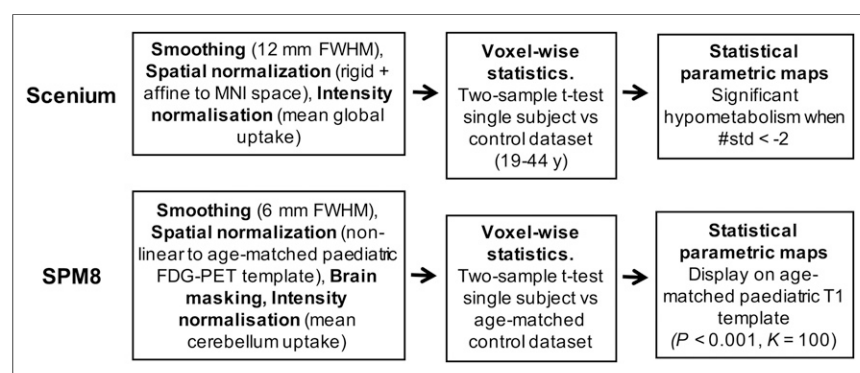 Scenium
Smoothing (12 mm FWHM),
Spatial normalization (rigid +
affine to MNI space), Intensity
normalisation (mean global
uptake)
Voxel-wise
statistics.
Two-sample t-test
single subject vs
control dataset
(19-44 y)
Statistical
parametric maps
Significant
hypometabolism when
#std < -2
SPM8
Smoothing (6 mm FWHM),
Spatial normalization (non-
linear to age-matched paediatric
FDG-PET template), Brain
masking, Intensity
normalisation (mean
cerebellum uptake)
Voxel-wise
statistics.
Two-sample t-test
single subject vs
age-matched
control dataset
Statistical
parametric maps
Display on age-
matched paediatric T1
template
(P < 0.001, K = 100)